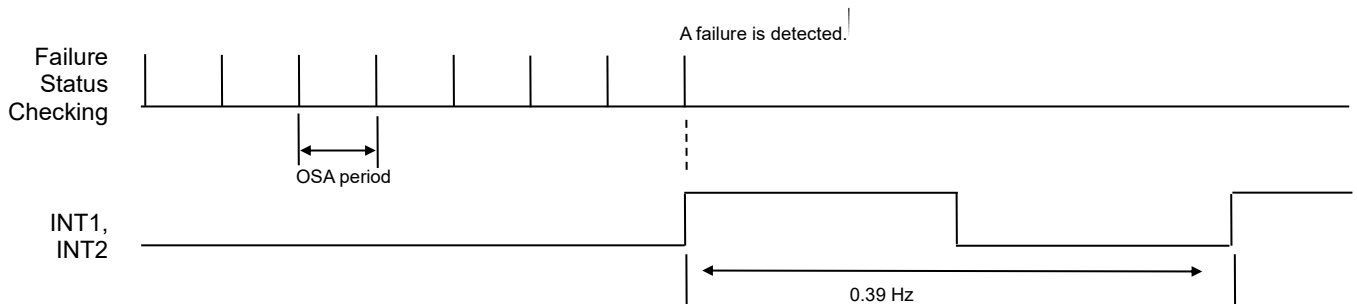 A failure is detected.
Failure
Status
Checking
OSA period
INT1,
INT2
0.39 Hz